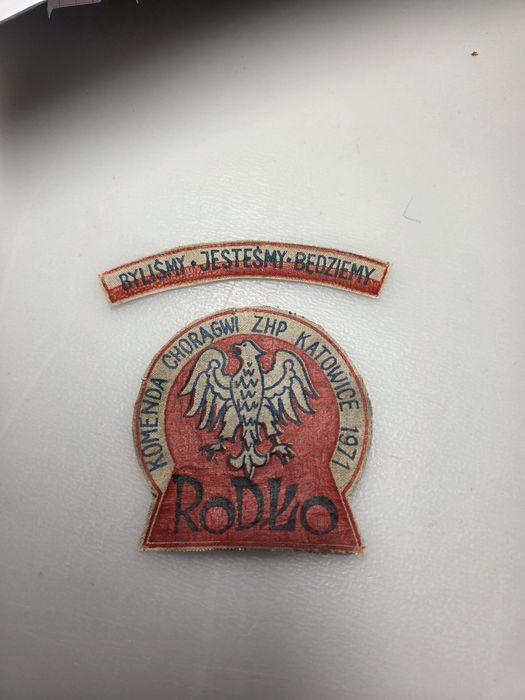 BYLIŚMY • JESTEŚMY • BĘDZIEMY
KOMENDA CHORĄGWI ZHP KATOWICE 1971
RODŁO